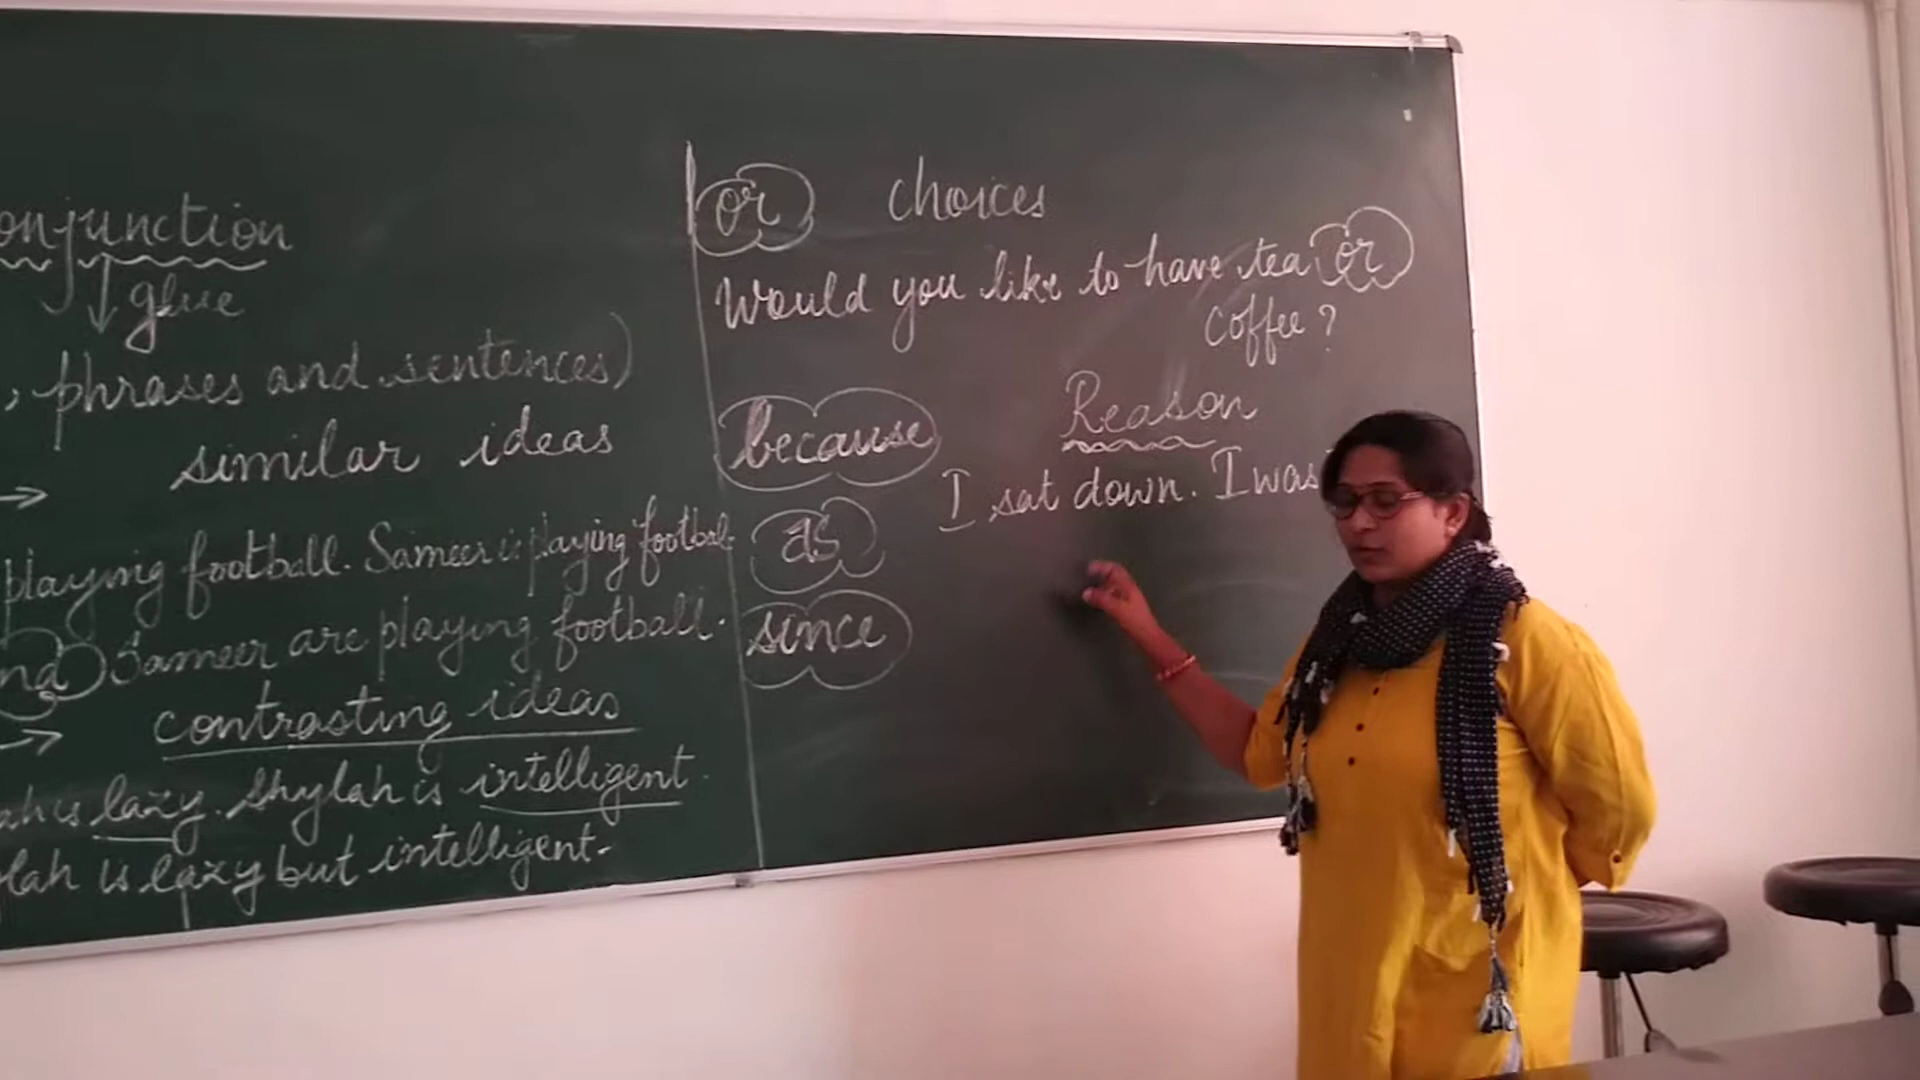 onjunction
glue
, phrases and sentences)
→ similar ideas
playing football. Sameer is playing football.
and Sameer are playing football.
→ contrasting ideas
ah is lazy. Shylah is intelligent.
lah is lazy but intelligent.
or choices
Would you like to have tea or
coffee?
because Reason
I sat down. I was
as
since